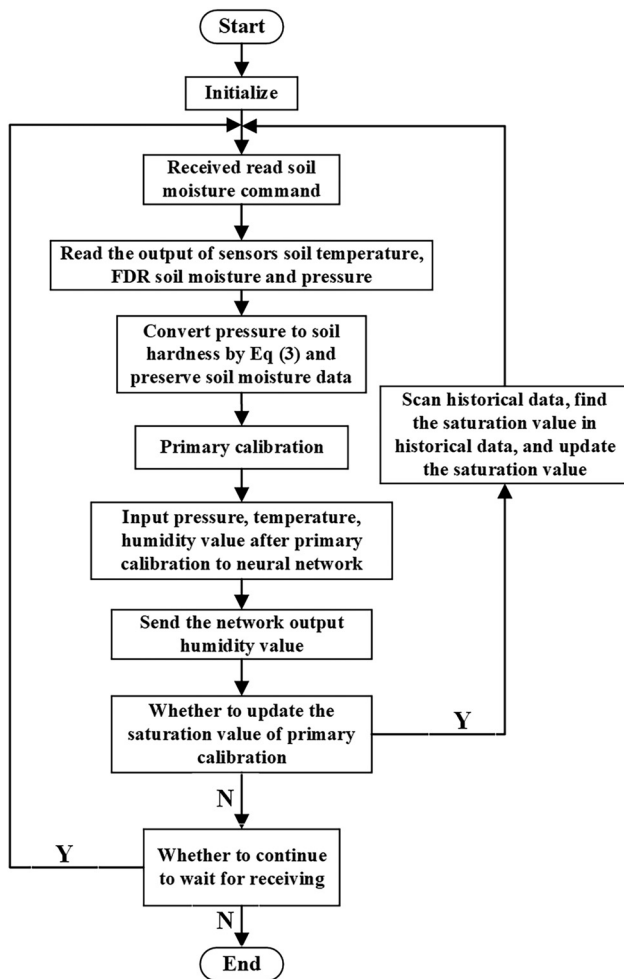 Start
Initialize
Received read soil
moisture command
Read the output of sensors soil temperature,
FDR soil moisture and pressure
Convert pressure to soil
hardness by Eq (3) and
preserve soil moisture data
Scan historical data, find
the saturation value in
historical data, and update
the saturation value
Primary calibration
Input pressure, temperature,
humidity value after primary
calibration to neural network
Send the network output
humidity value
Whether to update the
saturation value of primary
calibration
Y
N
Y
Whether to continue
to wait for receiving
N
End